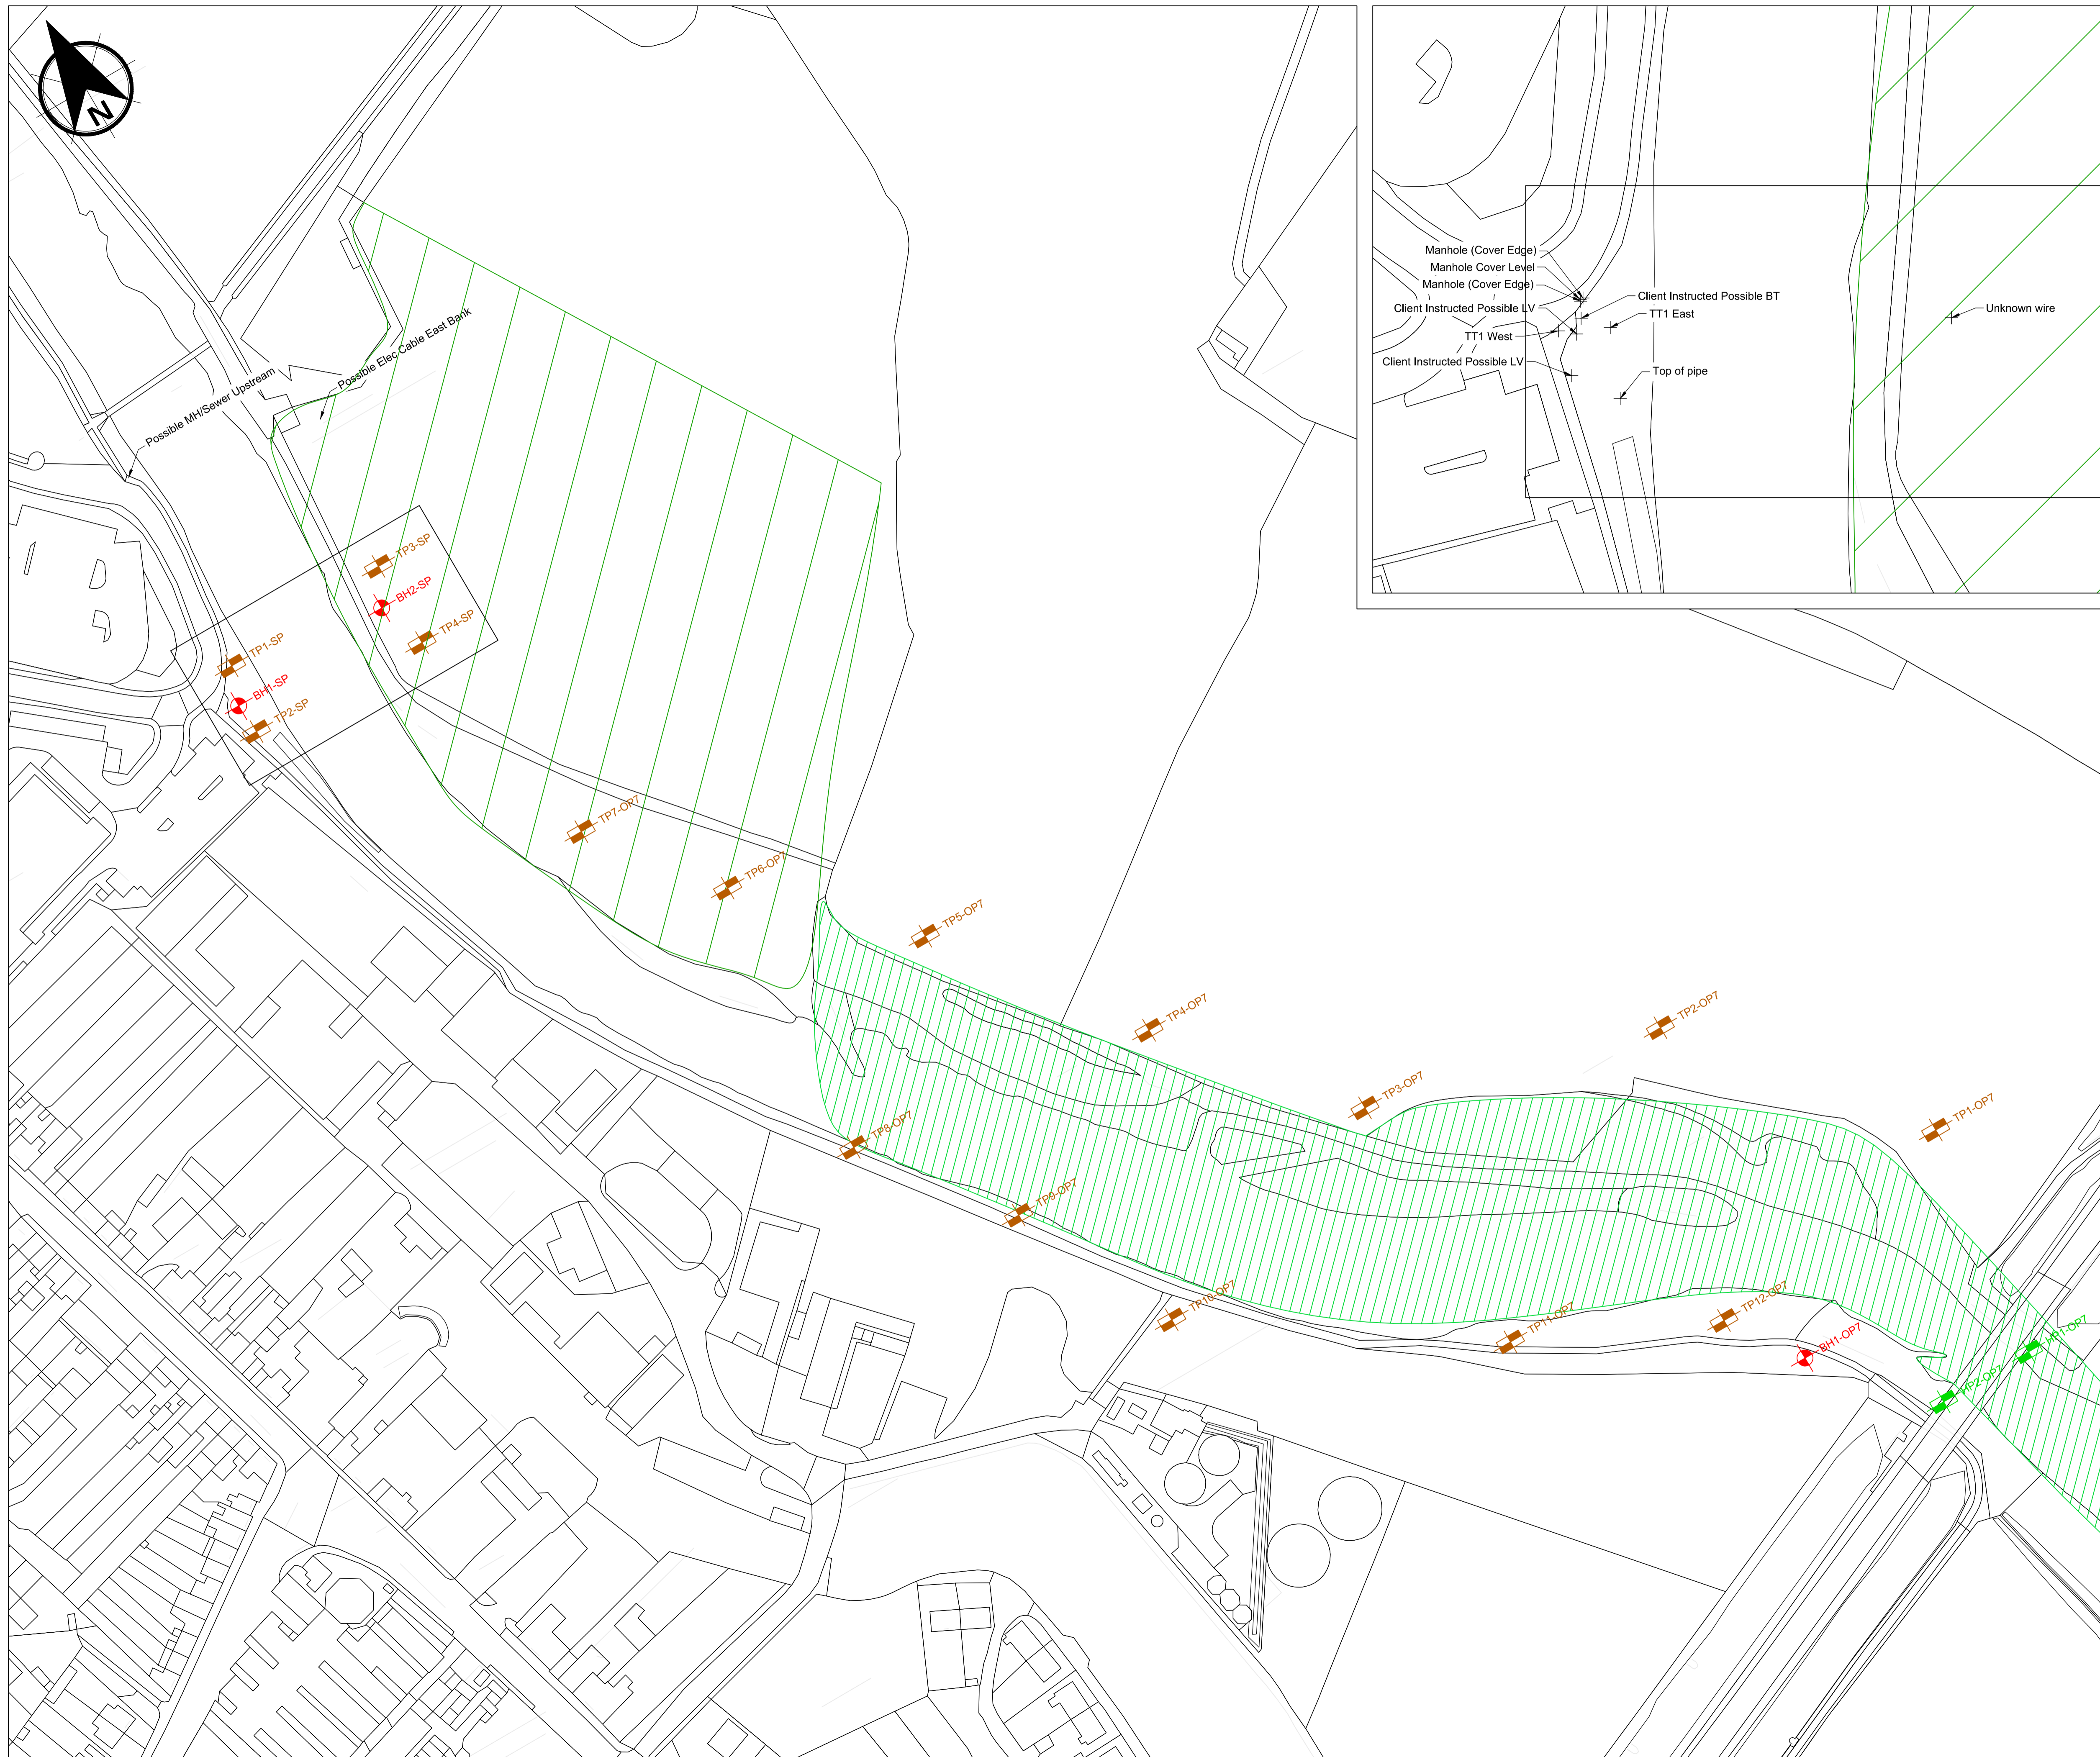 N
Manhole (Cover Edge)
Manhole Cover Level
Manhole (Cover Edge)
Client Instructed Possible LV
TT1 West
Client Instructed Possible LV
Client Instructed Possible BT
TT1 East
Top of pipe
Unknown wire
Possible Elec Cable East Bank
Possible MH/Sewer Upstream
TP3-SP
BH2-SP
TP4-SP
TP1-SP
BH1-SP
TP2-SP
TP7-OP7
TP6-OP7
TP5-OP7
TP4-OP7
TP2-OP7
TP3-OP7
TP1-OP7
TP8-OP7
TP9-OP7
TP10-OP7
TP11-OP7
TP12-OP7
BH1-OP7
HP1-OP7
HP2-OP7